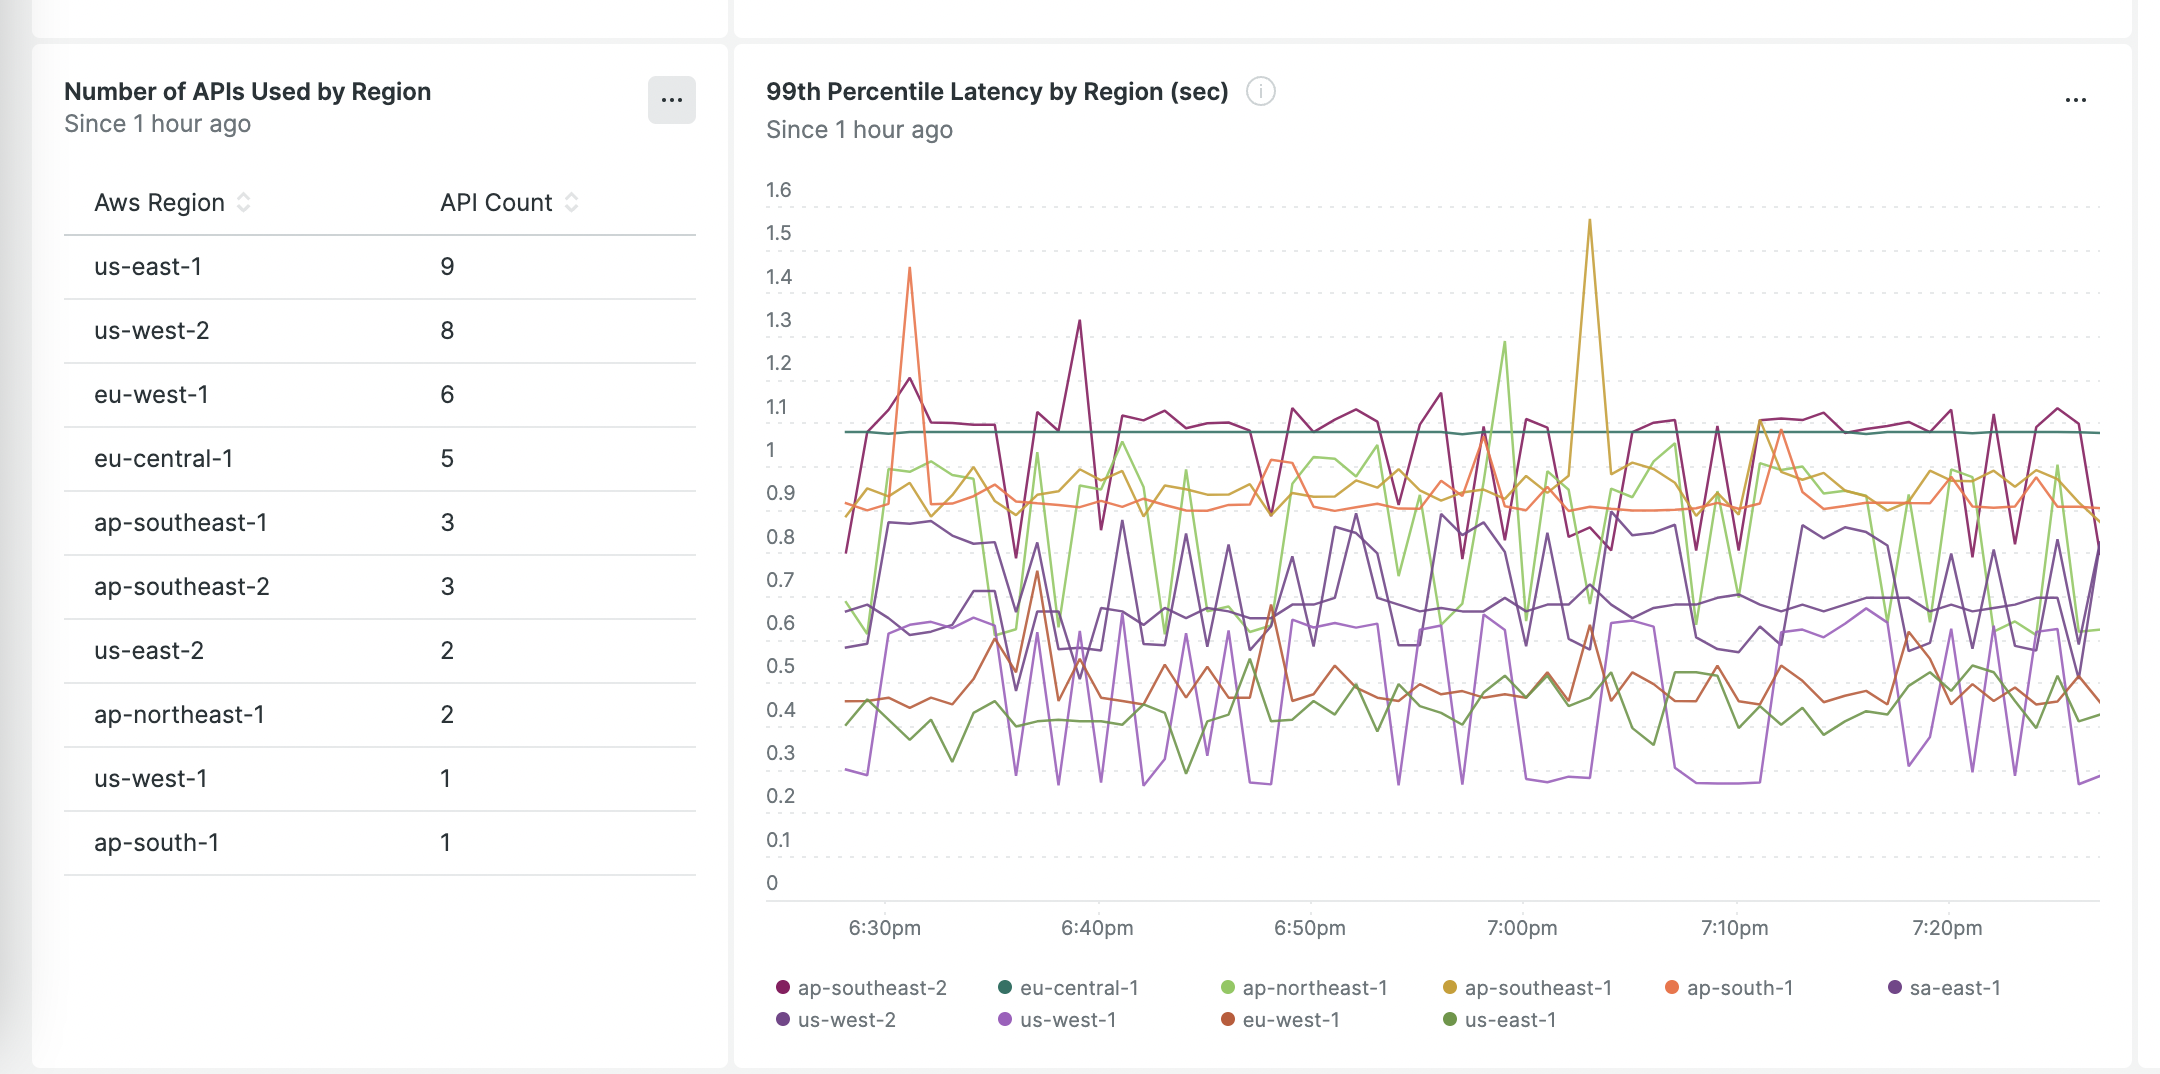 Number of APIs Used by Region
Since 1 hour ago
...
Aws Region API Count
us-east-1 9
us-west-2 8
eu-west-1 6
eu-central-1 5
ap-southeast-1 3
ap-southeast-2 3
us-east-2 2
ap-northeast-1 2
us-west-1 1
ap-south-1 1
99th Percentile Latency by Region (sec) i
Since 1 hour ago
...
1.6
1.5
1.4
1.3
1.2
1.1
1
0.9
0.8
0.7
0.6
0.5
0.4
0.3
0.2
0.1
0
6:30pm 6:40pm 6:50pm 7:00pm 7:10pm 7:20pm
ap-southeast-2 eu-central-1 ap-northeast-1 ap-southeast-1 ap-south-1 sa-east-1
us-west-2 us-west-1 eu-west-1 us-east-1